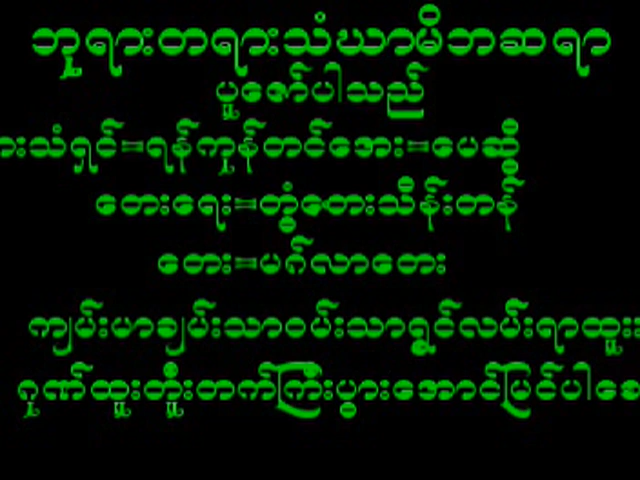 ဘုရားတရားသံဃာမိဘဆရာ
ပူဇော်ပါသည်
ားသံရှင်=ရန်ကုန်တင်အေး=ပေဆွိ
တေးရေး=တွံတေးသိန်းတန်
တေး=မင်္ဂလာတေး
ကျမ်းမာချမ်းသာဝမ်းသာရွှင်လမ်းရာထူး
ဂုဏ်ထူးတိုးတက်ကြီးပွားအောင်မြင်ပါစေ